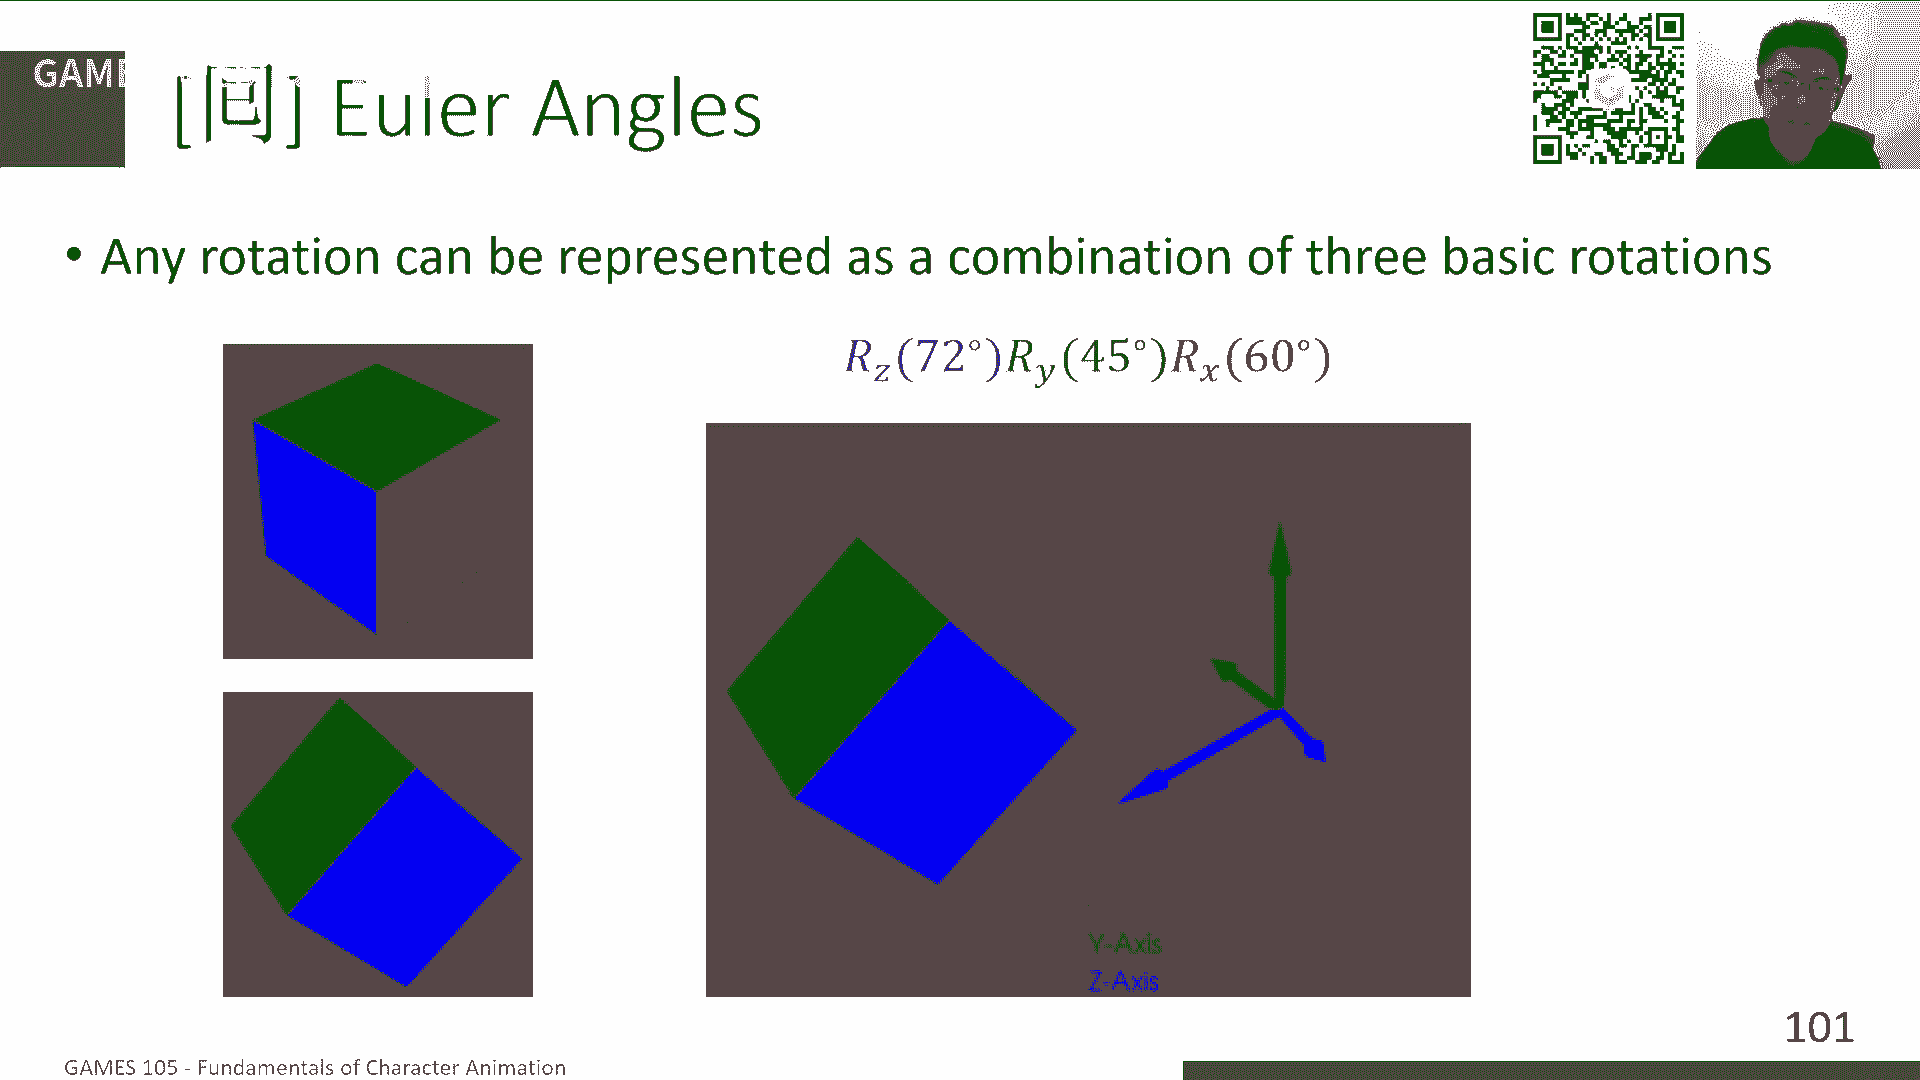 GAME
[回] Euler Angles
• Any rotation can be represented as a combination of three basic rotations
R_z(72°)R_y(45°)R_x(60°)
Y-Axis
Z-Axis
101
GAMES 105 - Fundamentals of Character Animation